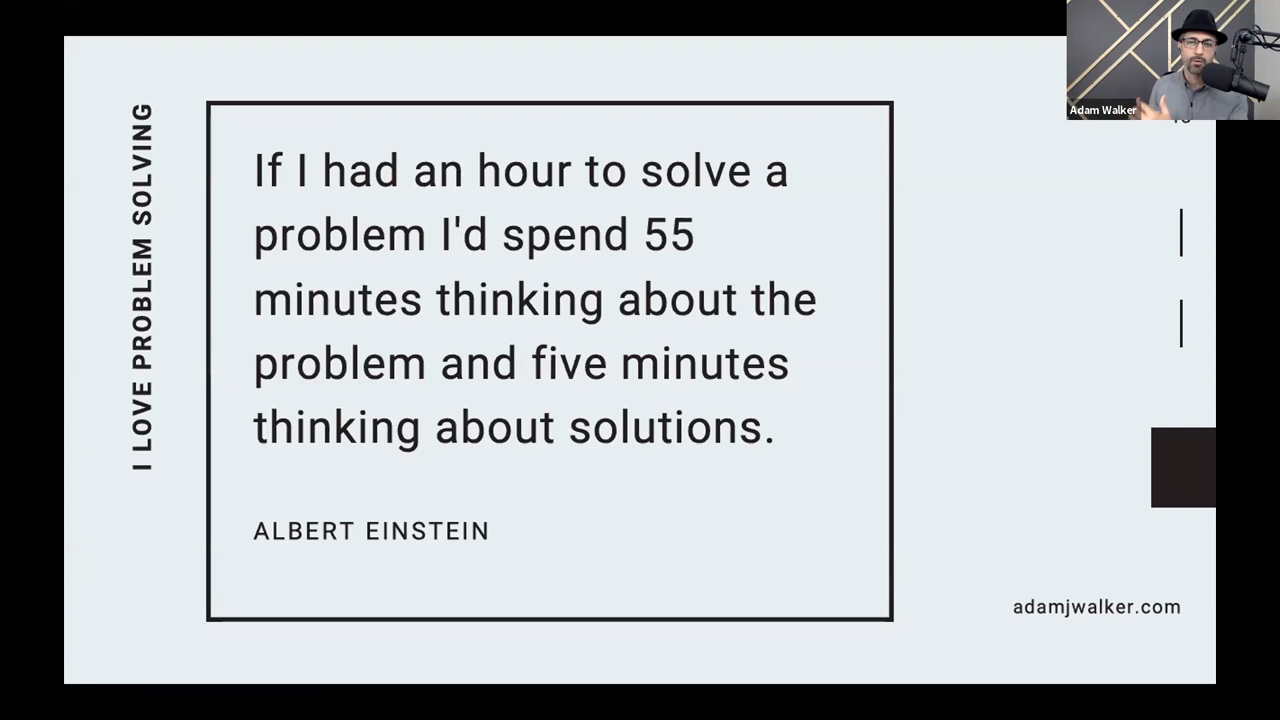 I LOVE PROBLEM SOLVING
If I had an hour to solve a
problem I'd spend 55
minutes thinking about the
problem and five minutes
thinking about solutions.
ALBERT EINSTEIN
Adam Walker
adamjwalker.com